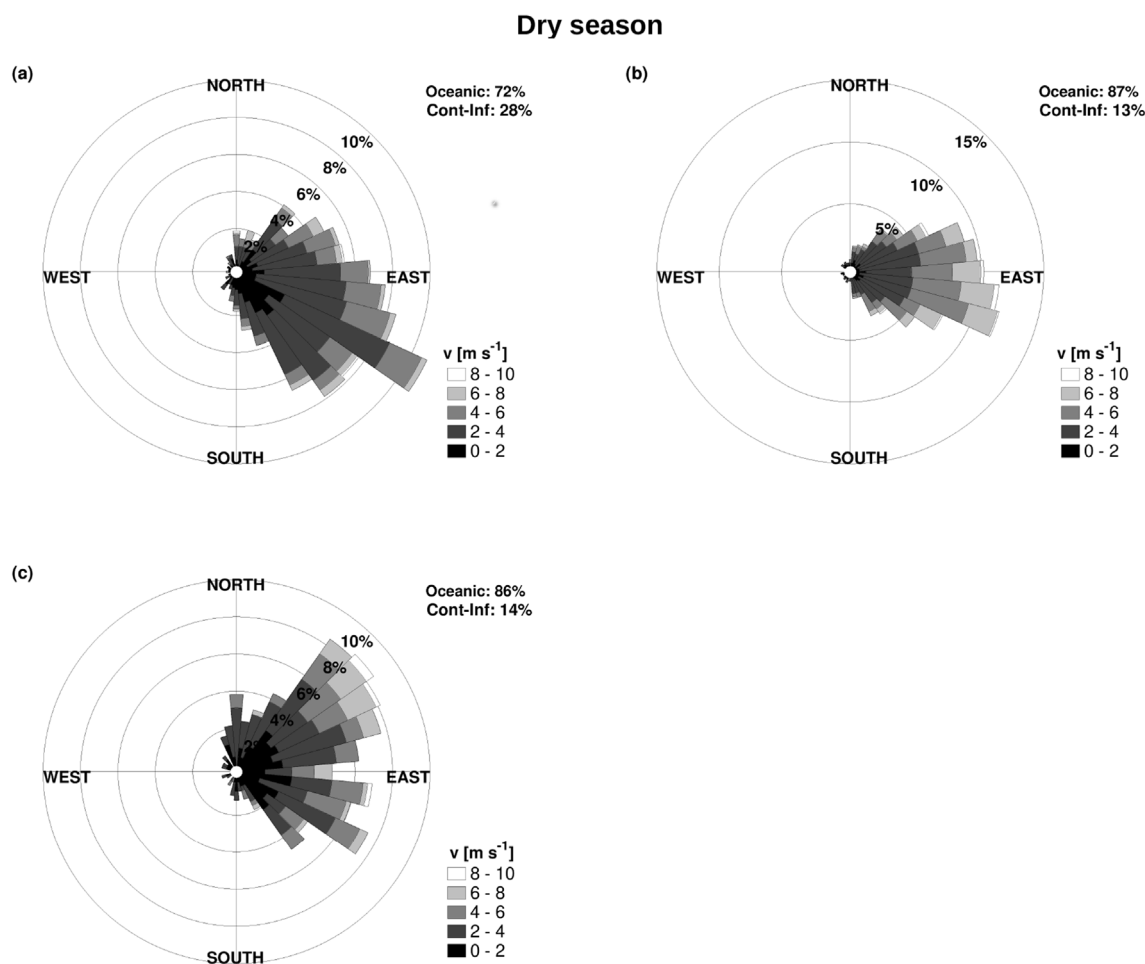 Dry season
(a)
NORTH
Oceanic: 72%
Cont-Inf: 28%
10%
8%
6%
4%
2%
WEST
EAST
SOUTH
v [m s-1]
8 - 10
6 - 8
4 - 6
2 - 4
0 - 2
(b)
NORTH
Oceanic: 87%
Cont-Inf: 13%
15%
10%
5%
WEST
EAST
SOUTH
v [m s-1]
8 - 10
6 - 8
4 - 6
2 - 4
0 - 2
(c)
NORTH
Oceanic: 86%
Cont-Inf: 14%
10%
8%
6%
4%
WEST
EAST
SOUTH
v [m s-1]
8 - 10
6 - 8
4 - 6
2 - 4
0 - 2